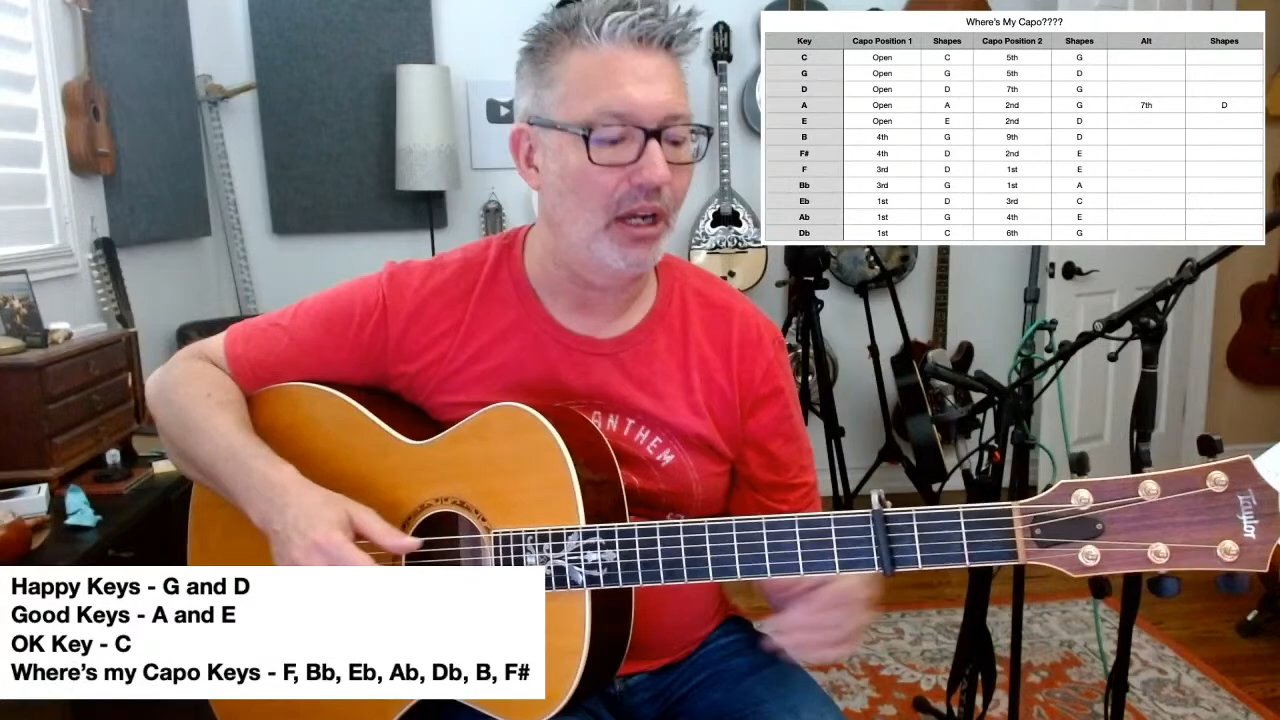 Where's My Capo????
Key Capo Position 1 Shapes Capo Position 2 Shapes Alt Shapes
C Open C 5th G
G Open G 5th D
D Open D 7th G
A Open A 2nd G 7th D
E Open E 2nd D
B 4th G 9th D
F# 4th D 2nd E
F 3rd D 1st E
Bb 3rd G 1st A
Eb 1st D 3rd C
Ab 1st G 4th E
Db 1st C 6th G
ANTHEM
Taylor
Happy Keys - G and D
Good Keys - A and E
OK Key - C
Where's my Capo Keys - F, Bb, Eb, Ab, Db, B, F#